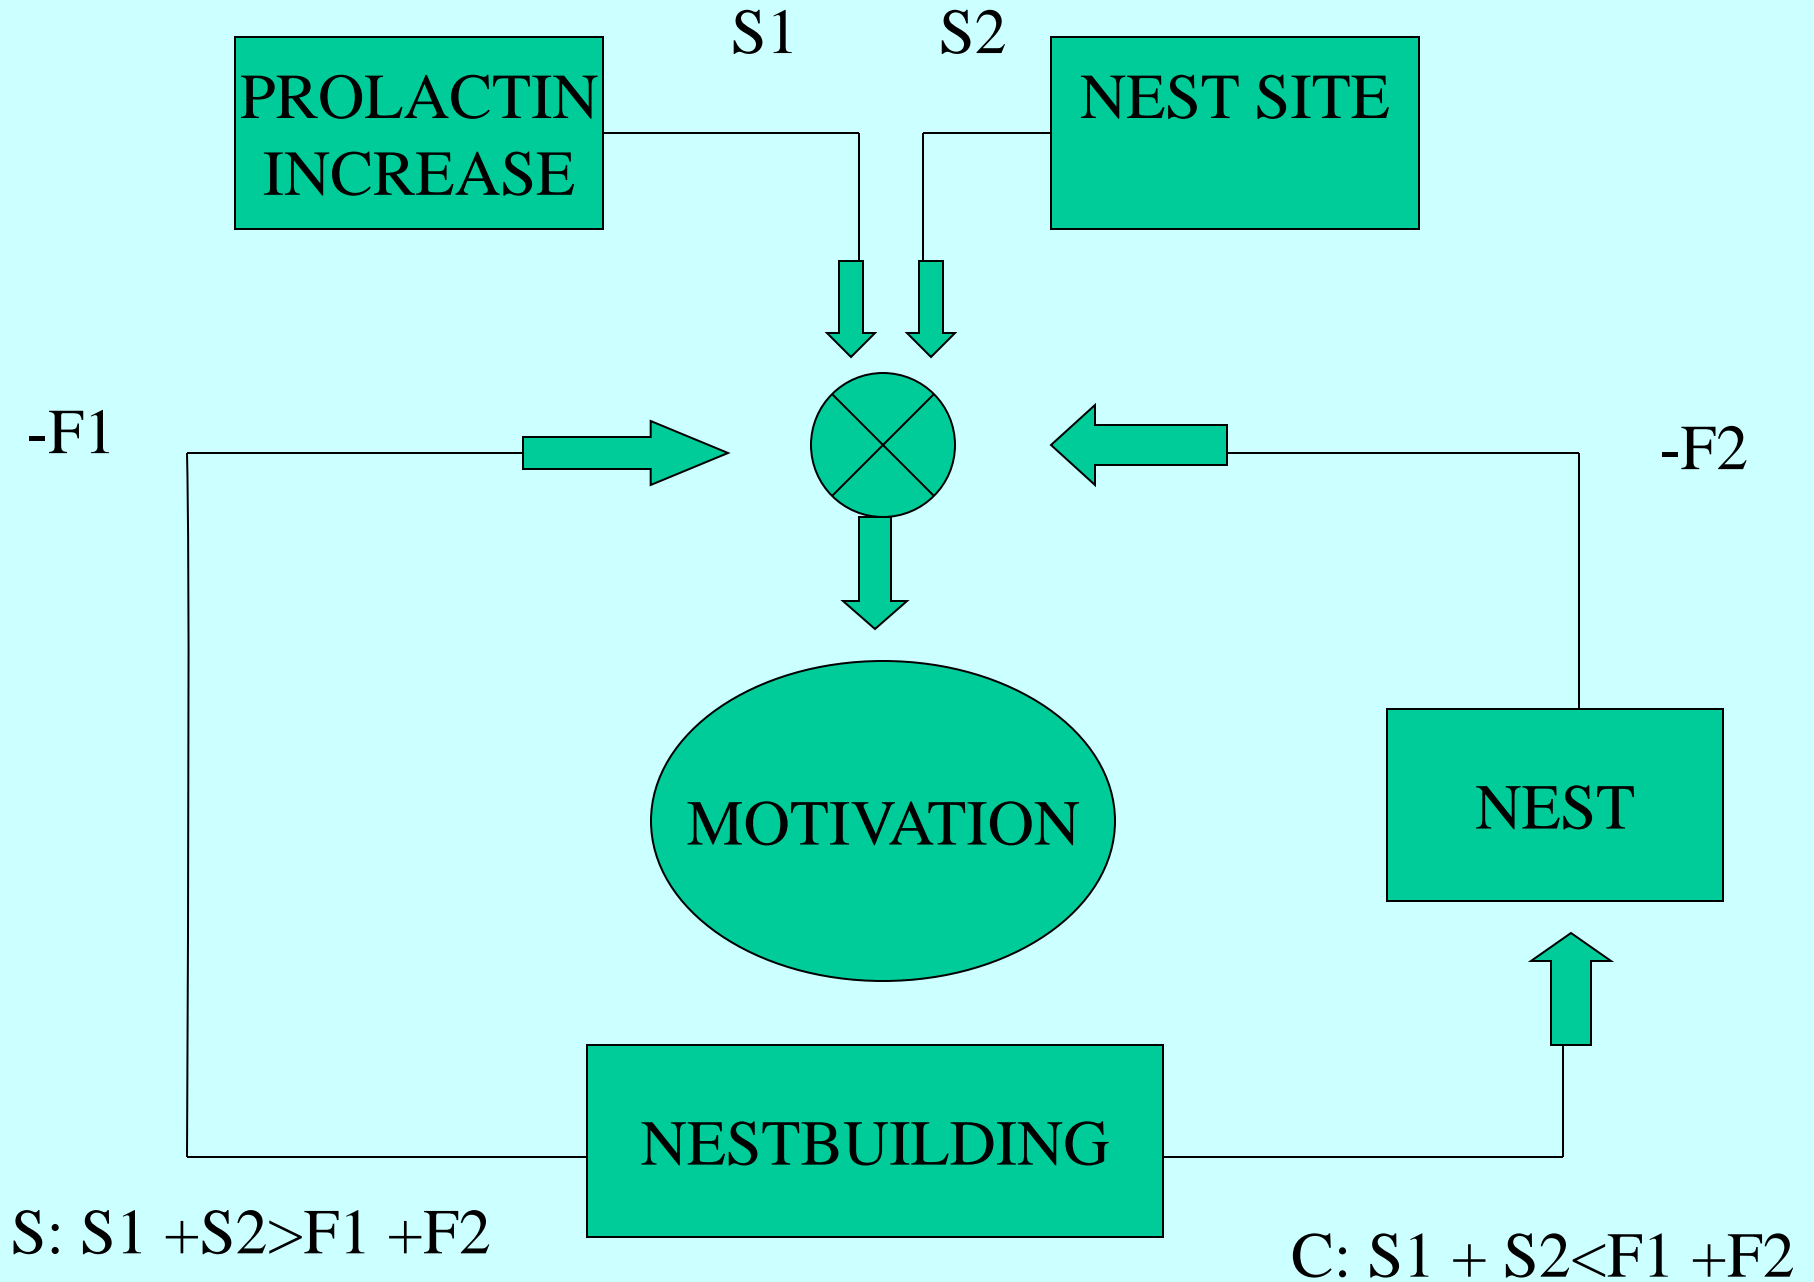 S1
S2
PROLACTIN
INCREASE
NEST SITE
-F1
-F2
MOTIVATION
NEST
NESTBUILDING
S: S1 +S2>F1 +F2
C: S1 + S2<F1 +F2